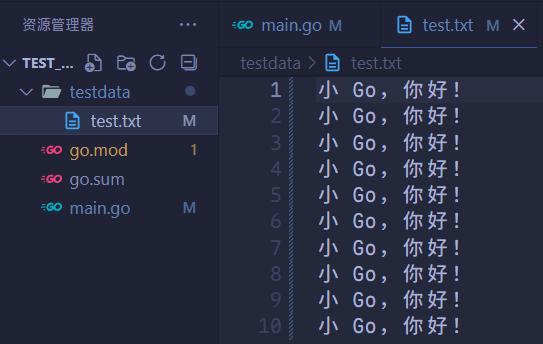 资源管理器 ···
TEST_...
testdata
test.txt M
go.mod 1
go.sum
main.go M
main.go M test.txt M
testdata > test.txt
1 小 Go，你好！
2 小 Go，你好！
3 小 Go，你好！
4 小 Go，你好！
5 小 Go，你好！
6 小 Go，你好！
7 小 Go，你好！
8 小 Go，你好！
9 小 Go，你好！
10 小 Go，你好！